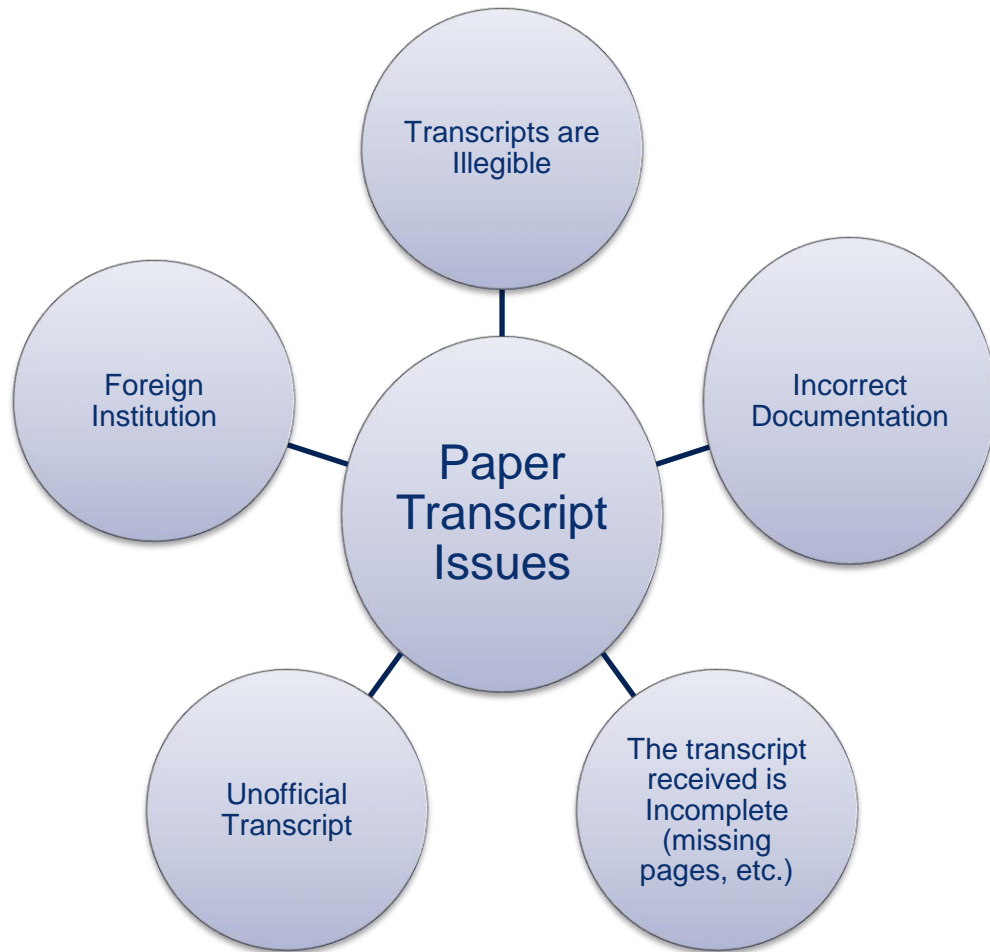 Transcripts are
Illegible
Foreign
Institution
Incorrect
Documentation
Paper
Transcript
Issues
Unofficial
Transcript
The transcript
received is
Incomplete
(missing
pages, etc.)